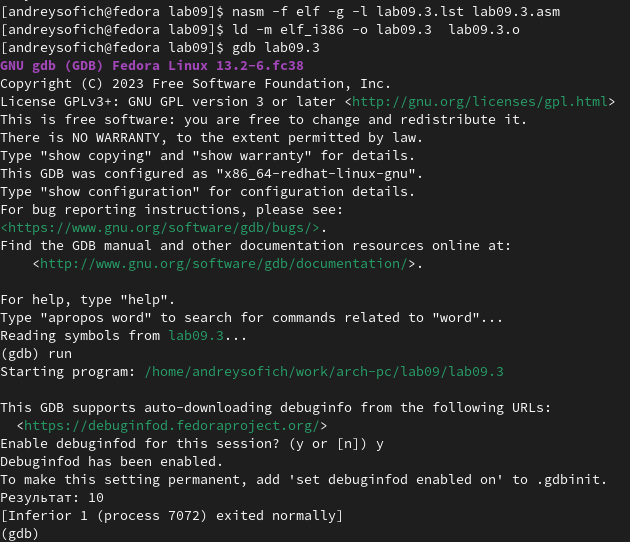 [andreysofich@fedora lab09]$ nasm -f elf -g -l lab09.3.lst lab09.3.asm
[andreysofich@fedora lab09]$ ld -m elf_i386 -o lab09.3  lab09.3.o
[andreysofich@fedora lab09]$ gdb lab09.3
GNU gdb (GDB) Fedora Linux 13.2-6.fc38
Copyright (C) 2023 Free Software Foundation, Inc.
License GPLv3+: GNU GPL version 3 or later <http://gnu.org/licenses/gpl.html>
This is free software: you are free to change and redistribute it.
There is NO WARRANTY, to the extent permitted by law.
Type "show copying" and "show warranty" for details.
This GDB was configured as "x86_64-redhat-linux-gnu".
Type "show configuration" for configuration details.
For bug reporting instructions, please see:
<https://www.gnu.org/software/gdb/bugs/>.
Find the GDB manual and other documentation resources online at:
    <http://www.gnu.org/software/gdb/documentation/>.

For help, type "help".
Type "apropos word" to search for commands related to "word"...
Reading symbols from lab09.3...
(gdb) run
Starting program: /home/andreysofich/work/arch-pc/lab09/lab09.3

This GDB supports auto-downloading debuginfo from the following URLs:
  <https://debuginfod.fedoraproject.org/>
Enable debuginfod for this session? (y or [n]) y
Debuginfod has been enabled.
To make this setting permanent, add 'set debuginfod enabled on' to .gdbinit.
Результат: 10
[Inferior 1 (process 7072) exited normally]
(gdb)